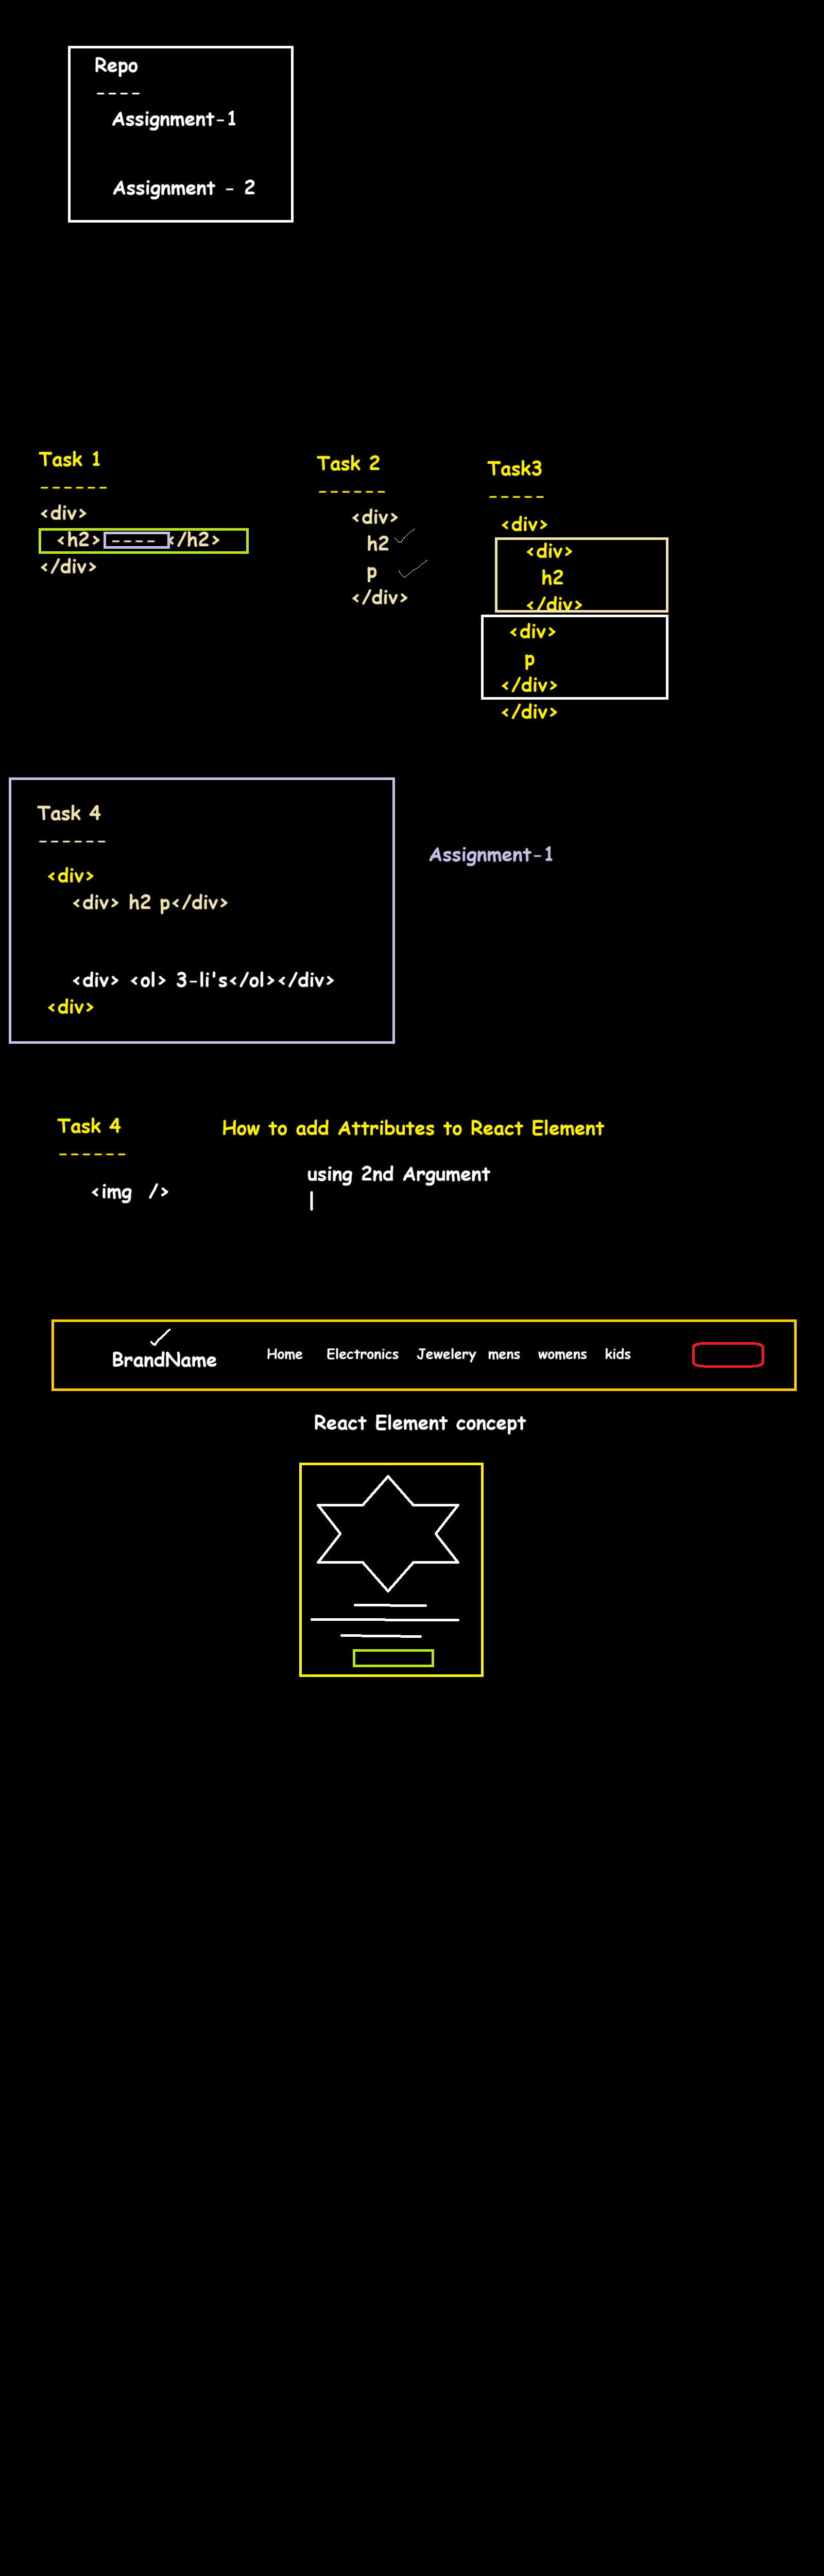 Repo
----
Assignment-1
Assignment - 2
Task 1
------
<div>
<h2> ---- </h2>
</div>
Task 2
------
<div>
h2
p
</div>
Task3
-----
<div>
<div>
h2
</div>
<div>
p
</div>
</div>
Task 4
------
<div>
<div> h2 p</div>
<div> <ol> 3-li's</ol></div>
<div>
Assignment-1
Task 4
------
<img />
How to add Attributes to React Element
using 2nd Argument
|
BrandName Home Electronics Jewelery mens womens kids
React Element concept